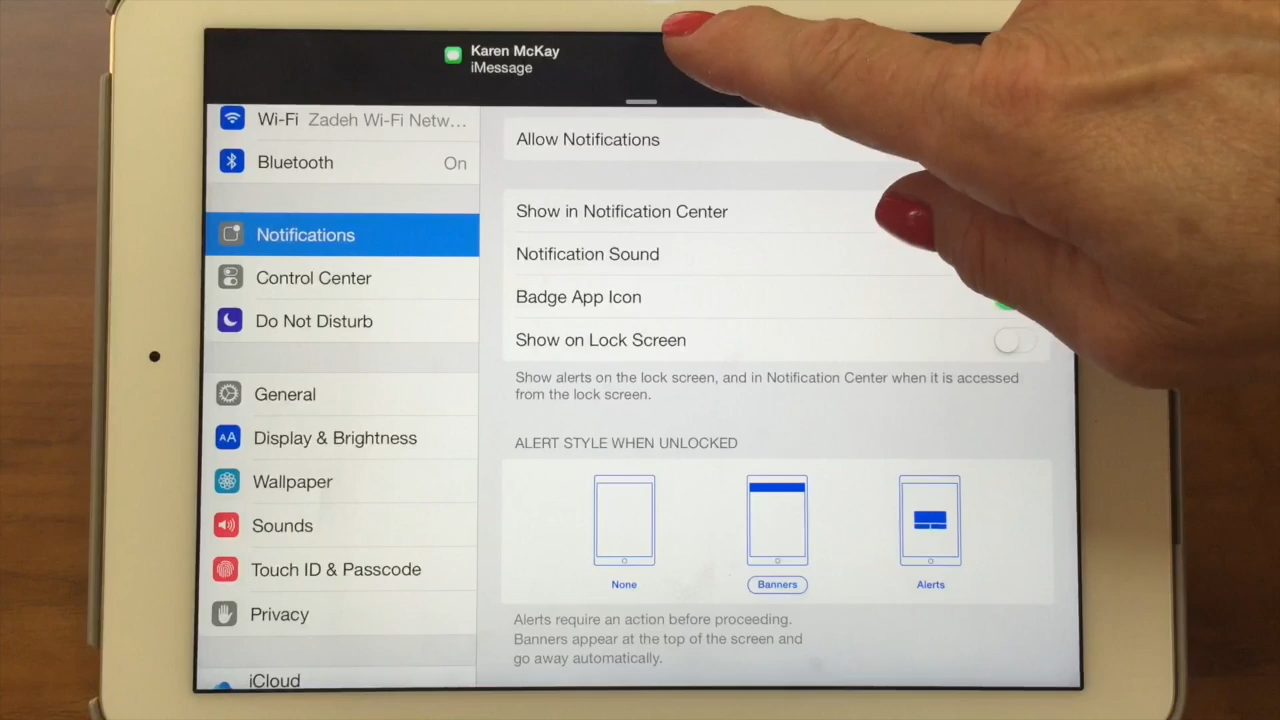 Karen McKay
iMessage
Wi-Fi Zadeh Wi-Fi Netw...
Bluetooth On
Notifications
Control Center
Do Not Disturb
General
Display & Brightness
Wallpaper
Sounds
Touch ID & Passcode
Privacy
iCloud
Allow Notifications
Show in Notification Center
Notification Sound
Badge App Icon
Show on Lock Screen
Show alerts on the lock screen, and in Notification Center when it is accessed
from the lock screen.
ALERT STYLE WHEN UNLOCKED
None
Banners
Alerts
Alerts require an action before proceeding.
Banners appear at the top of the screen and
go away automatically.